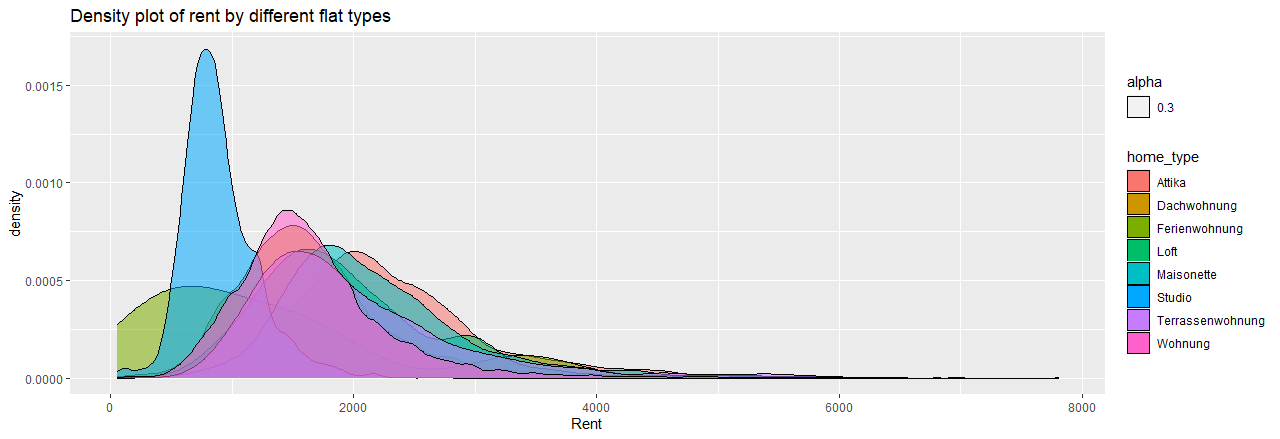 Density plot of rent by different flat types
density
0.0015
0.0010
0.0005
0.0000
0
2000
4000
6000
8000
Rent
alpha
0.3
home_type
Attika
Dachwohnung
Ferienwohnung
Loft
Maisonette
Studio
Terrassenwohnung
Wohnung